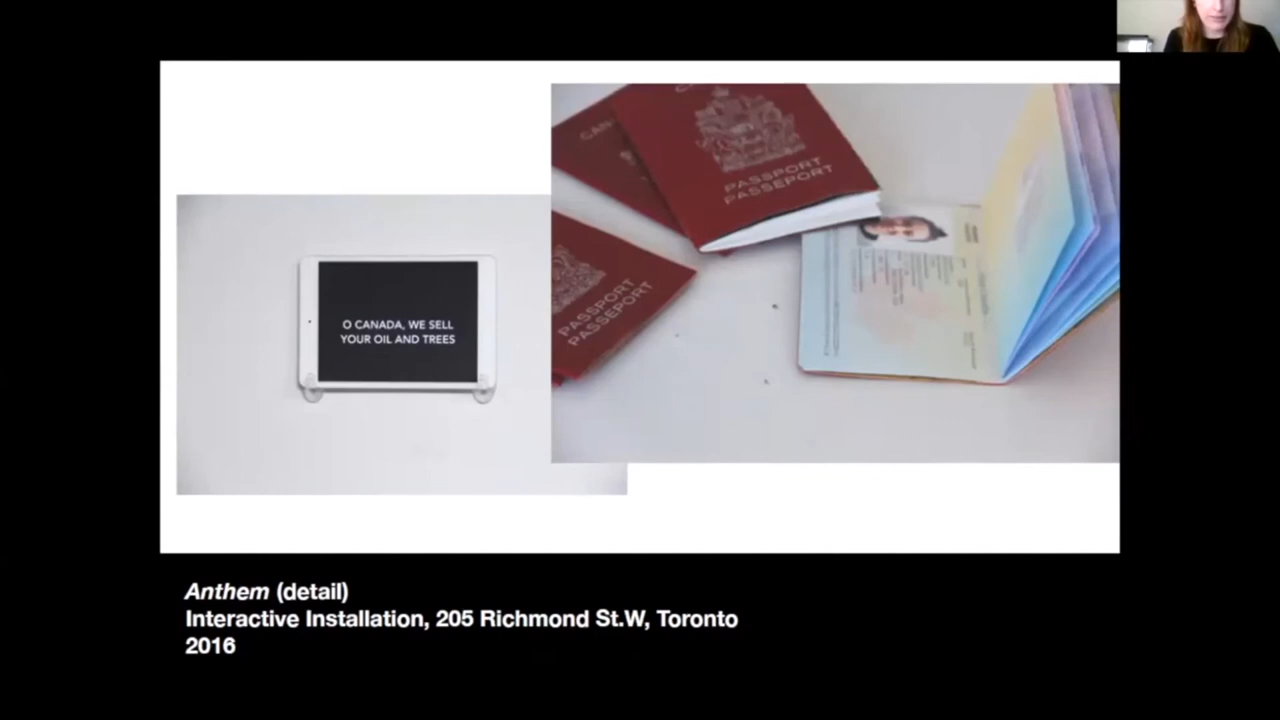 O CANADA, WE SELL
YOUR OIL AND TREES
CAN
PASSPORT
PASSEPORT
PASSPORT
PASSEPORT
Anthem (detail)
Interactive Installation, 205 Richmond St.W, Toronto
2016